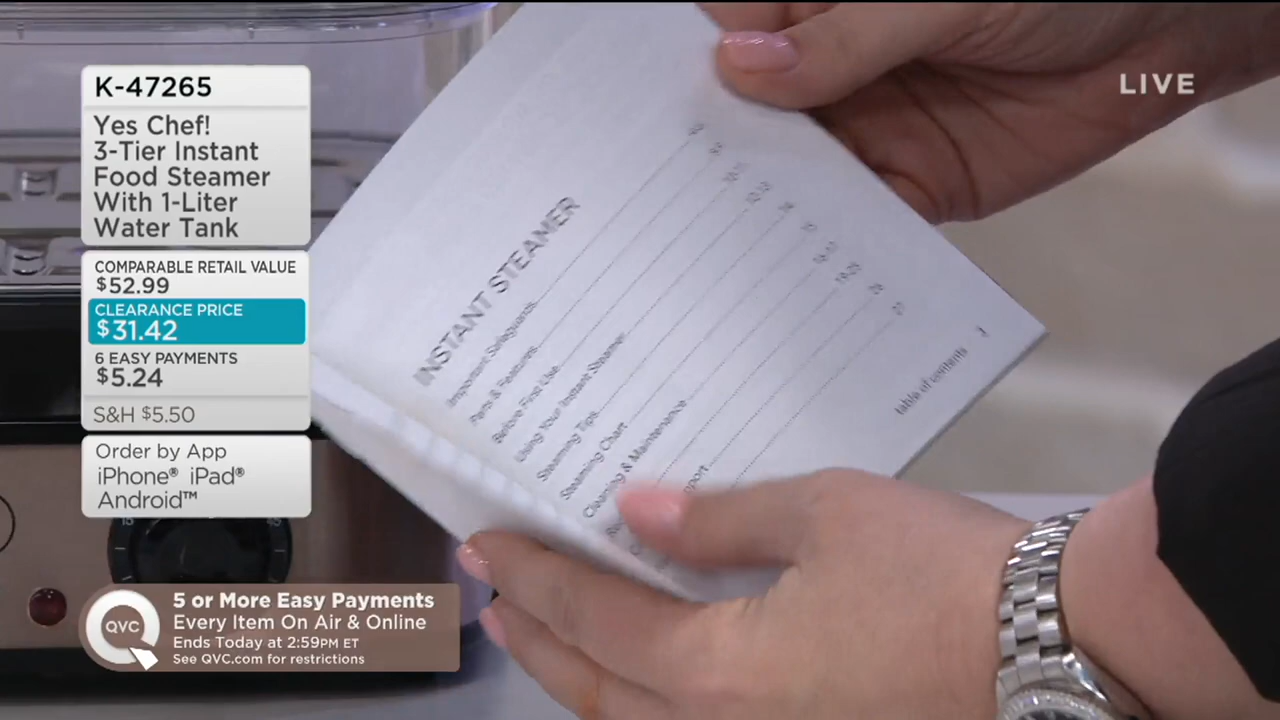 K-47265
Yes Chef!
3-Tier Instant
Food Steamer
With 1-Liter
Water Tank
COMPARABLE RETAIL VALUE
$52.99
CLEARANCE PRICE
$31.42
6 EASY PAYMENTS
$5.24
S&H $5.50
Order by App
iPhone® iPad®
Android™
15
45
QVC
5 or More Easy Payments
Every Item On Air & Online
Ends Today at 2:59PM ET
See QVC.com for restrictions
LIVE
INSTANT STEAMER
Important Safeguards
Parts & Features
Before First Use
Using Your Instant Steamer
Steaming Tips
Steaming Chart
Cleaning & Maintenance
table of contents
1